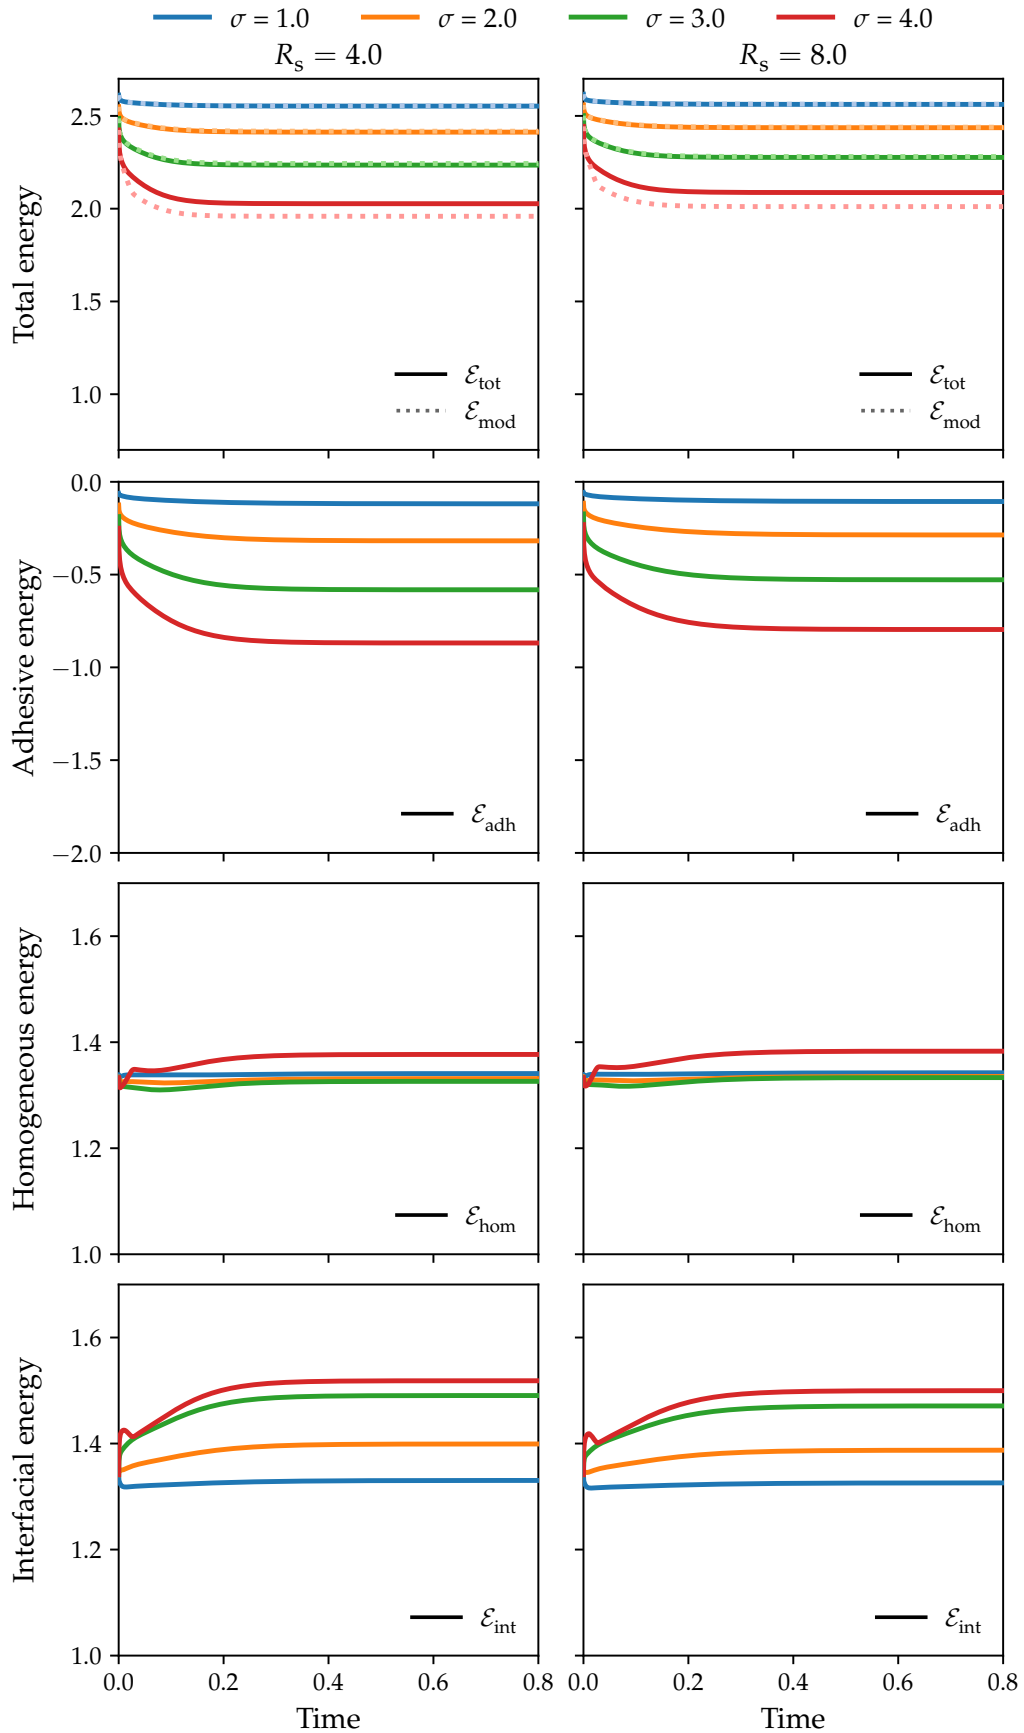 σ = 1.0 σ = 2.0 σ = 3.0 σ = 4.0
R_s = 4.0 R_s = 8.0
Total energy
2.5
2.0
1.5
1.0
ℰ_tot
ℰ_mod
ℰ_tot
ℰ_mod
Adhesive energy
0.0
−0.5
−1.0
−1.5
−2.0
ℰ_adh
ℰ_adh
Homogeneous energy
1.6
1.4
1.2
1.0
ℰ_hom
ℰ_hom
Interfacial energy
1.6
1.4
1.2
1.0
ℰ_int
ℰ_int
0.0 0.2 0.4 0.6 0.8
0.0 0.2 0.4 0.6 0.8
Time Time